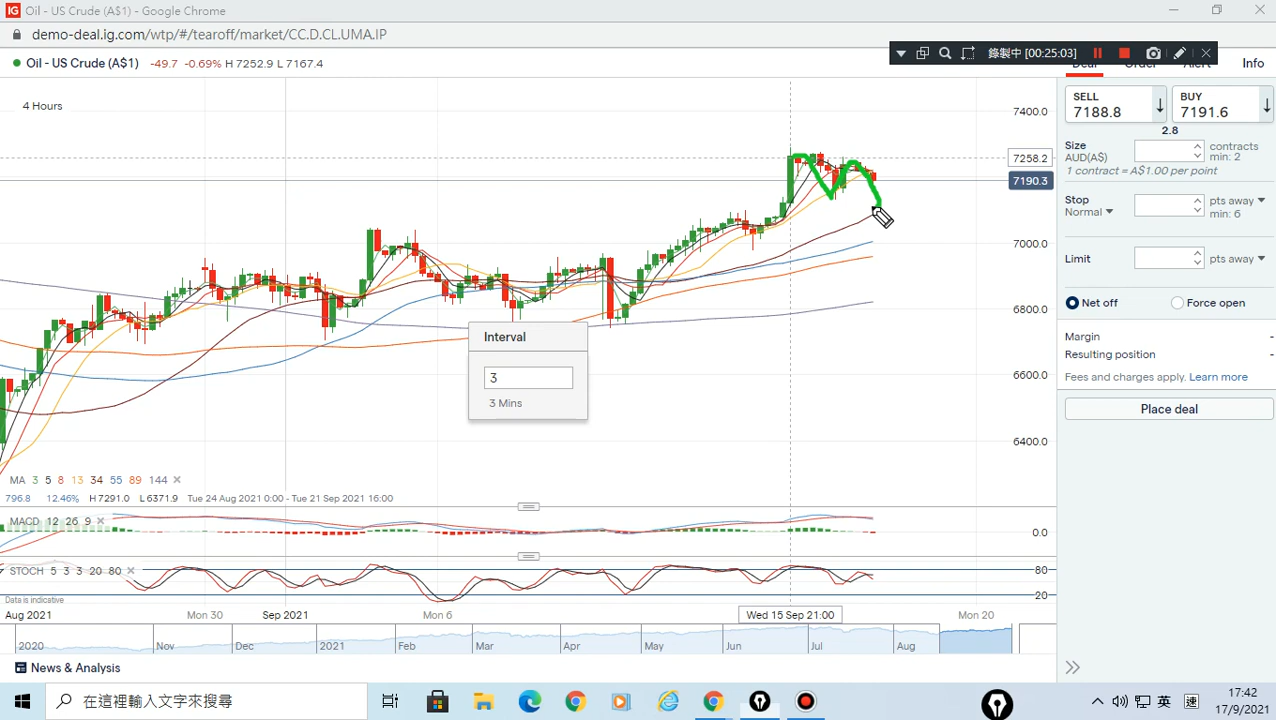 IG Oil - US Crude (A$1) - Google Chrome
demo-deal.ig.com/wtp/#/tearoff/market/CC.D.CL.UMA.IP
Oil - US Crude (A$1) -49.7 -0.69% H 7252.9 L 7167.4
錄製中 (00:25:03)
Deal Order Alert Info
4 Hours
7400.0
7258.2
7190.3
7000.0
6800.0
6600.0
6400.0
SELL
7188.8
BUY
7191.6
2.8
Size
AUD(A$)
contracts
min: 2
1 contract = A$1.00 per point
Stop
Normal
pts away
min: 6
Limit
pts away
Net off
Force open
Margin -
Resulting position -
Fees and charges apply. Learn more
Place deal
Interval
3
3 Mins
MA 3 5 8 13 34 55 89 144
796.8 12.46% H 7291.0 L 6371.9 Tue 24 Aug 2021 0:00 - Tue 21 Sep 2021 16:00
MACD 12 26 9
0.0
STOCH 5 3 3 20 80
80
20
Data is indicative
Aug 2021 Mon 30 Sep 2021 Mon 6 Wed 15 Sep 21:00 Mon 20
2020 Nov Dec 2021 Feb Mar Apr May Jun Jul Aug
News & Analysis
在這裡輸入文字來搜尋
英
17:42
17/9/2021